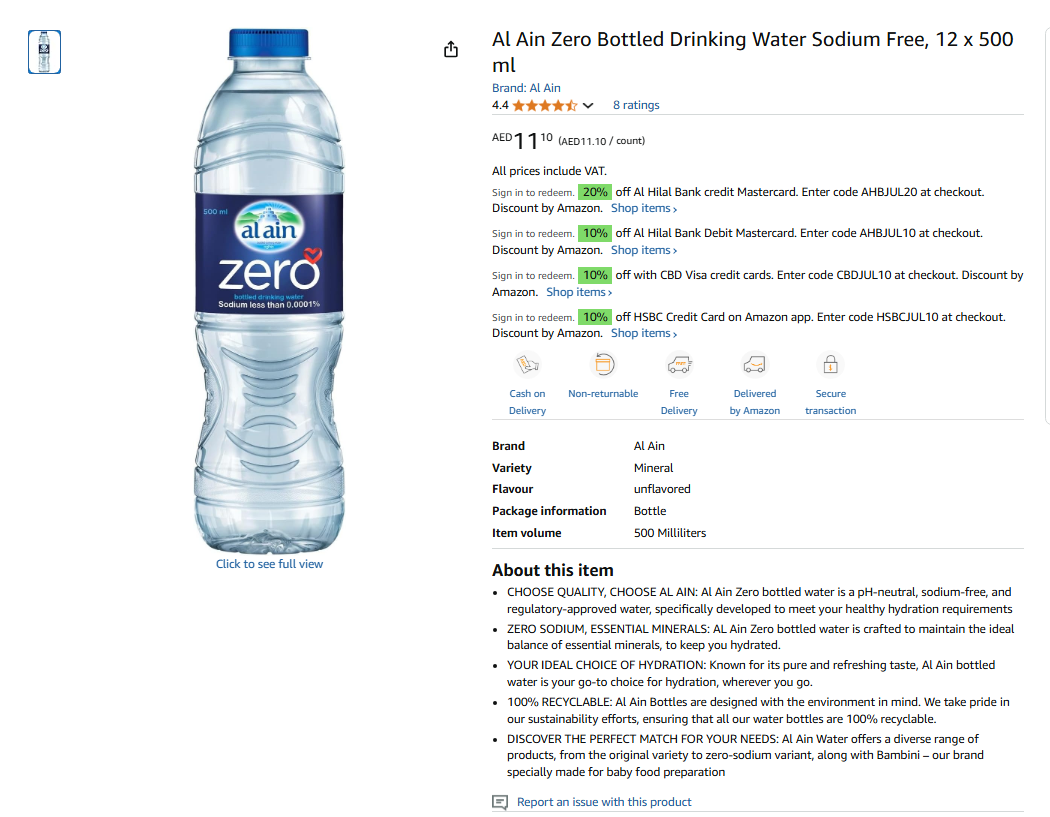 500 ml
al ain
zero
bottled drinking water
Sodium less than 0.0001%
Click to see full view
Al Ain Zero Bottled Drinking Water Sodium Free, 12 x 500
ml
Brand: Al Ain
4.4 8 ratings
AED 11 10 (AED11.10 / count)
All prices include VAT.
Sign in to redeem. 20% off Al Hilal Bank credit Mastercard. Enter code AHBJUL20 at checkout.
Discount by Amazon. Shop items ›
Sign in to redeem. 10% off Al Hilal Bank Debit Mastercard. Enter code AHBJUL10 at checkout.
Discount by Amazon. Shop items ›
Sign in to redeem. 10% off with CBD Visa credit cards. Enter code CBDJUL10 at checkout. Discount by
Amazon. Shop items ›
Sign in to redeem. 10% off HSBC Credit Card on Amazon app. Enter code HSBCJUL10 at checkout.
Discount by Amazon. Shop items ›
Cash on Delivery
Non-returnable
Free Delivery
Delivered by Amazon
Secure transaction
Brand Al Ain
Variety Mineral
Flavour unflavored
Package information Bottle
Item volume 500 Milliliters
About this item
• CHOOSE QUALITY, CHOOSE AL AIN: Al Ain Zero bottled water is a pH-neutral, sodium-free, and
regulatory-approved water, specifically developed to meet your healthy hydration requirements
• ZERO SODIUM, ESSENTIAL MINERALS: AL Ain Zero bottled water is crafted to maintain the ideal
balance of essential minerals, to keep you hydrated.
• YOUR IDEAL CHOICE OF HYDRATION: Known for its pure and refreshing taste, Al Ain bottled
water is your go-to choice for hydration, wherever you go.
• 100% RECYCLABLE: Al Ain Bottles are designed with the environment in mind. We take pride in
our sustainability efforts, ensuring that all our water bottles are 100% recyclable.
• DISCOVER THE PERFECT MATCH FOR YOUR NEEDS: Al Ain Water offers a diverse range of
products, from the original variety to zero-sodium variant, along with Bambini – our brand
specially made for baby food preparation
Report an issue with this product